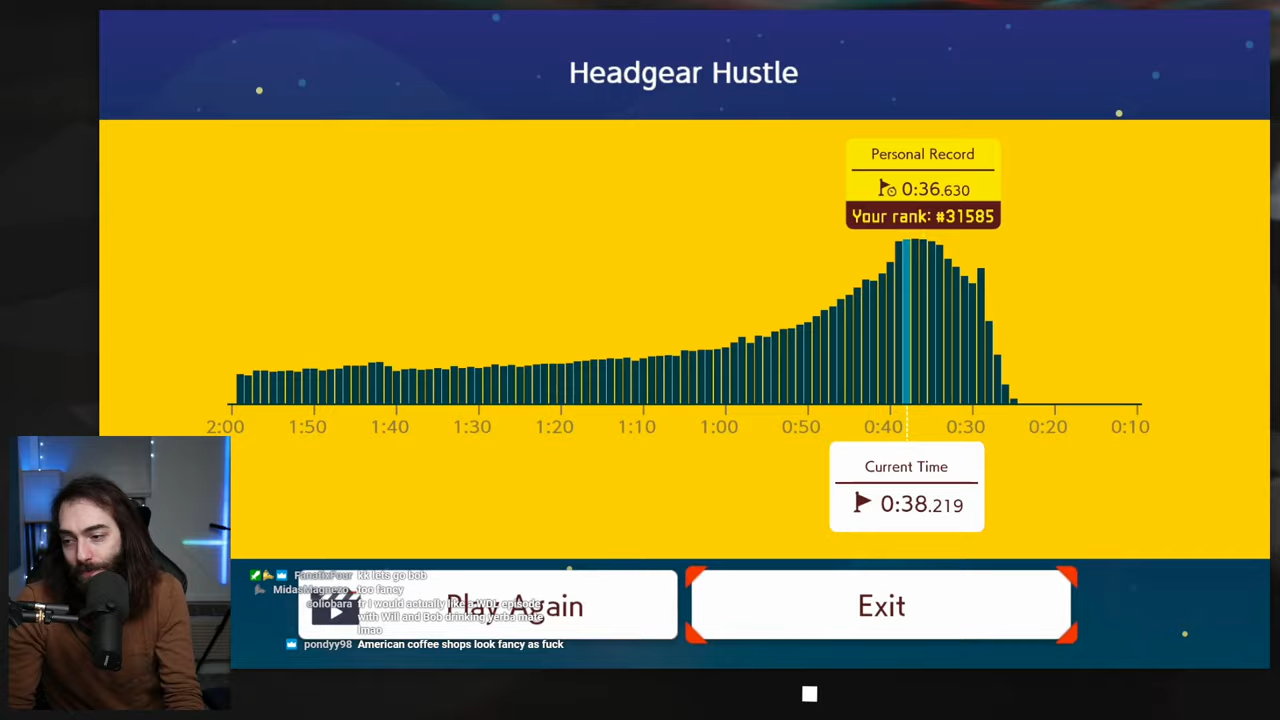 Headgear Hustle
Personal Record
0:36.630
Your rank: #31585
2:00 1:50 1:40 1:30 1:20 1:10 1:00 0:50 0:40 0:30 0:20 0:10
Current Time
0:38.219
FanatixFour kk lets go bob
MidasMagnezo too fancy
fr I would actually like a WDL episode
with Will and Bob drinking yerba mate
lmao
pondyy98 American coffee shops look fancy as fuck
Play Again
Exit